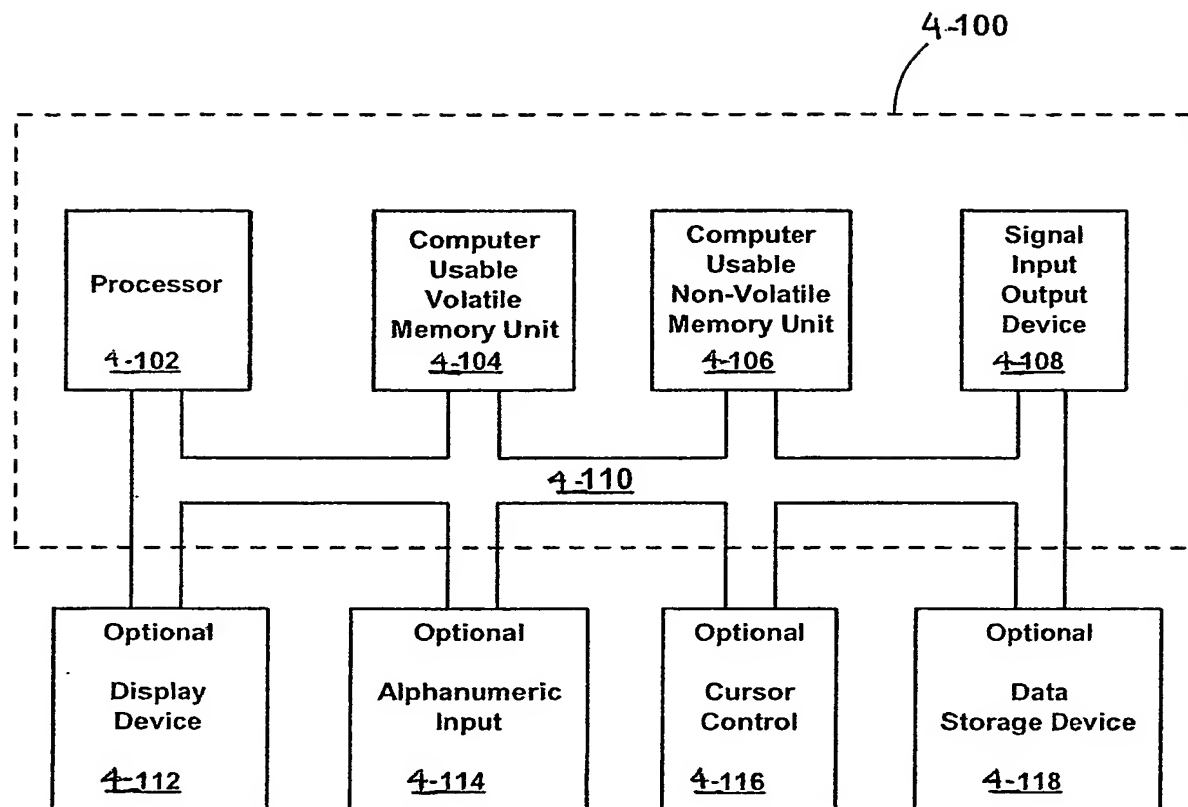 4-100
Processor
4-102
Computer
Usable
Volatile
Memory Unit
4-104
Computer
Usable
Non-Volatile
Memory Unit
4-106
Signal
Input
Output
Device
4-108
4-110
Optional
Display
Device
4-112
Optional
Alphanumeric
Input
4-114
Optional
Cursor
Control
4-116
Optional
Data
Storage Device
4-118